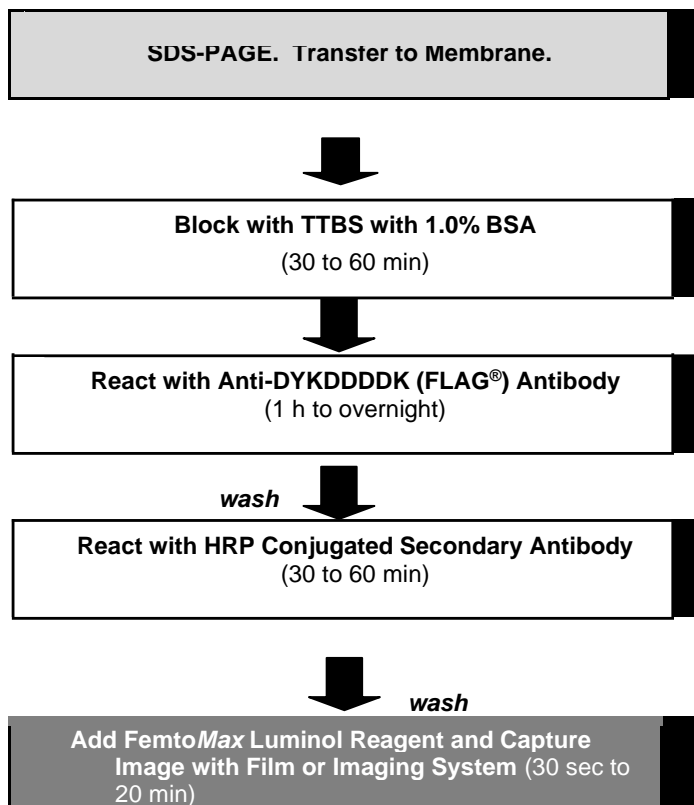 SDS-PAGE. Transfer to Membrane.
Block with TTBS with 1.0% BSA
(30 to 60 min)
React with Anti-DYKDDDDK (FLAG®) Antibody
(1 h to overnight)
wash
React with HRP Conjugated Secondary Antibody
(30 to 60 min)
wash
Add FemtoMax Luminol Reagent and Capture
Image with Film or Imaging System (30 sec to
20 min)